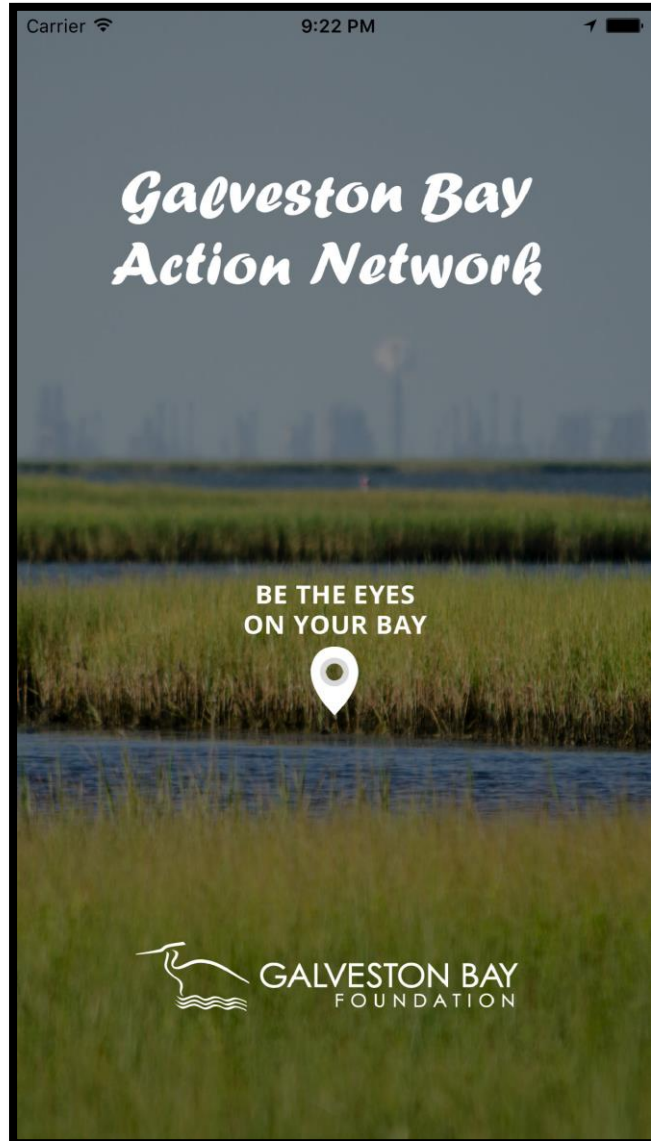 Carrier
9:22 PM
Galveston Bay
Action Network
BE THE EYES
ON YOUR BAY
GALVESTON BAY
FOUNDATION